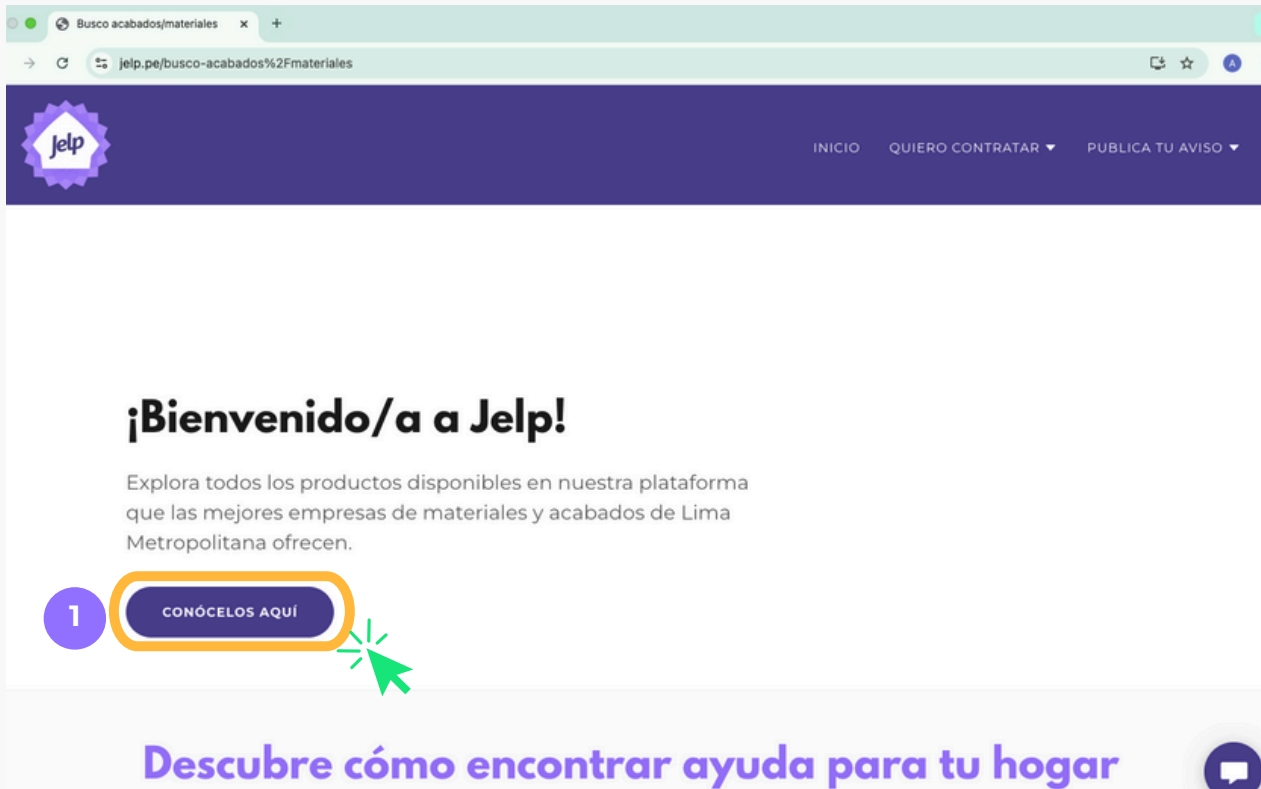 Busco acabados/materiales
jelp.pe/busco-acabados%2Fmateriales
A
Jelp
INICIO QUIERO CONTRATAR PUBLICA TU AVISO
¡Bienvenido/a a Jelp!
Explora todos los productos disponibles en nuestra plataforma
que las mejores empresas de materiales y acabados de Lima
Metropolitana ofrecen.
1
CONÓCELOS AQUÍ
Descubre cómo encontrar ayuda para tu hogar